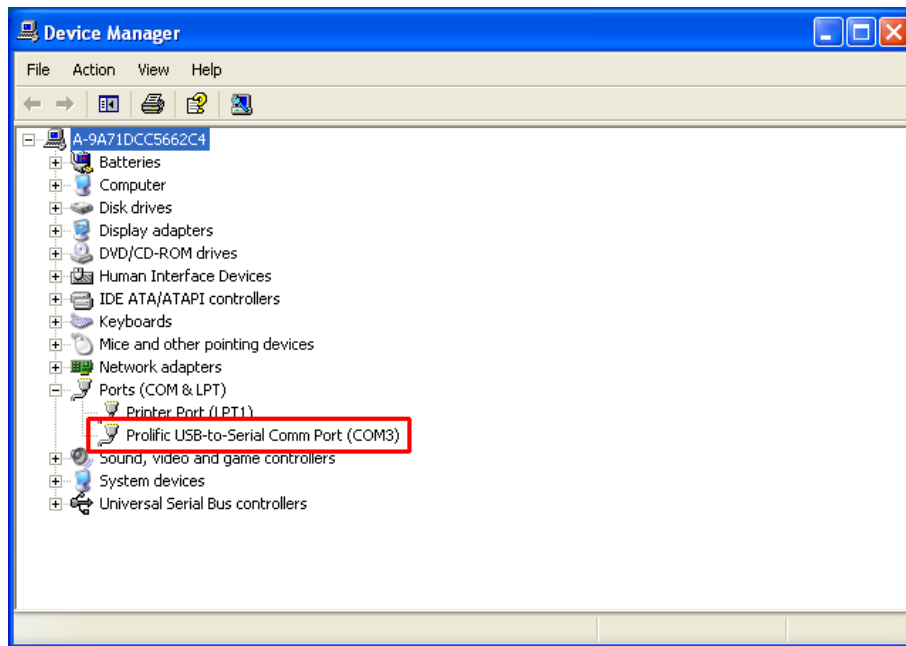 Device Manager
File Action View Help
A-9A71DCC5662C4
Batteries
Computer
Disk drives
Display adapters
DVD/CD-ROM drives
Human Interface Devices
IDE ATA/ATAPI controllers
Keyboards
Mice and other pointing devices
Network adapters
Ports (COM & LPT)
Printer Port (LPT1)
Prolific USB-to-Serial Comm Port (COM3)
Sound, video and game controllers
System devices
Universal Serial Bus controllers